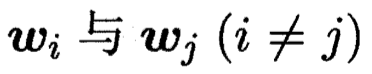 w_i 与 w_j (i ≠ j)